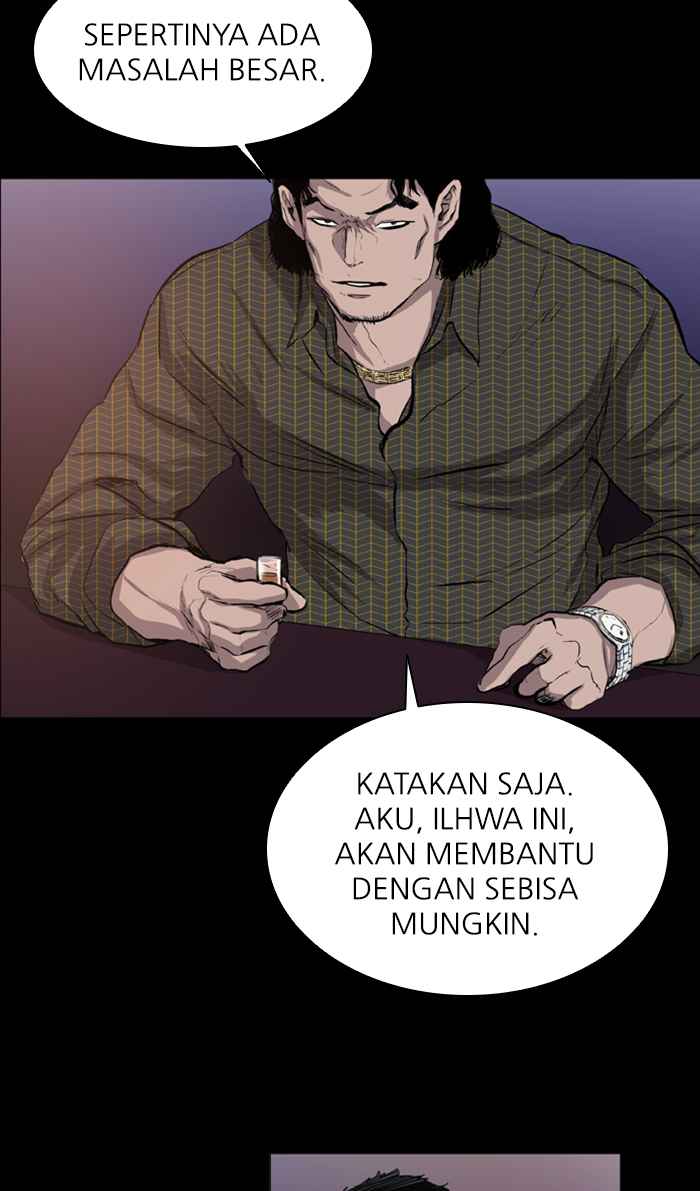 SEPERTINYA ADA
MASALAH BESAR.
KATAKAN SAJA.
AKU, ILHWA INI,
AKAN MEMBANTU
DENGAN SEBISA
MUNGKIN.